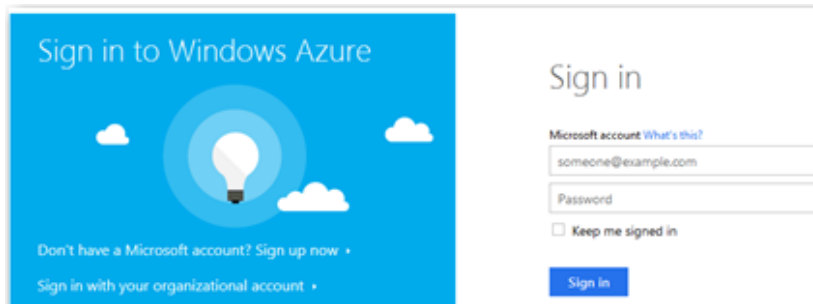 Sign in to Windows Azure
Don't have a Microsoft account? Sign up now
Sign in with your organizational account
Sign in
Microsoft account What's this?
someone@example.com
Password
Keep me signed in
Sign in